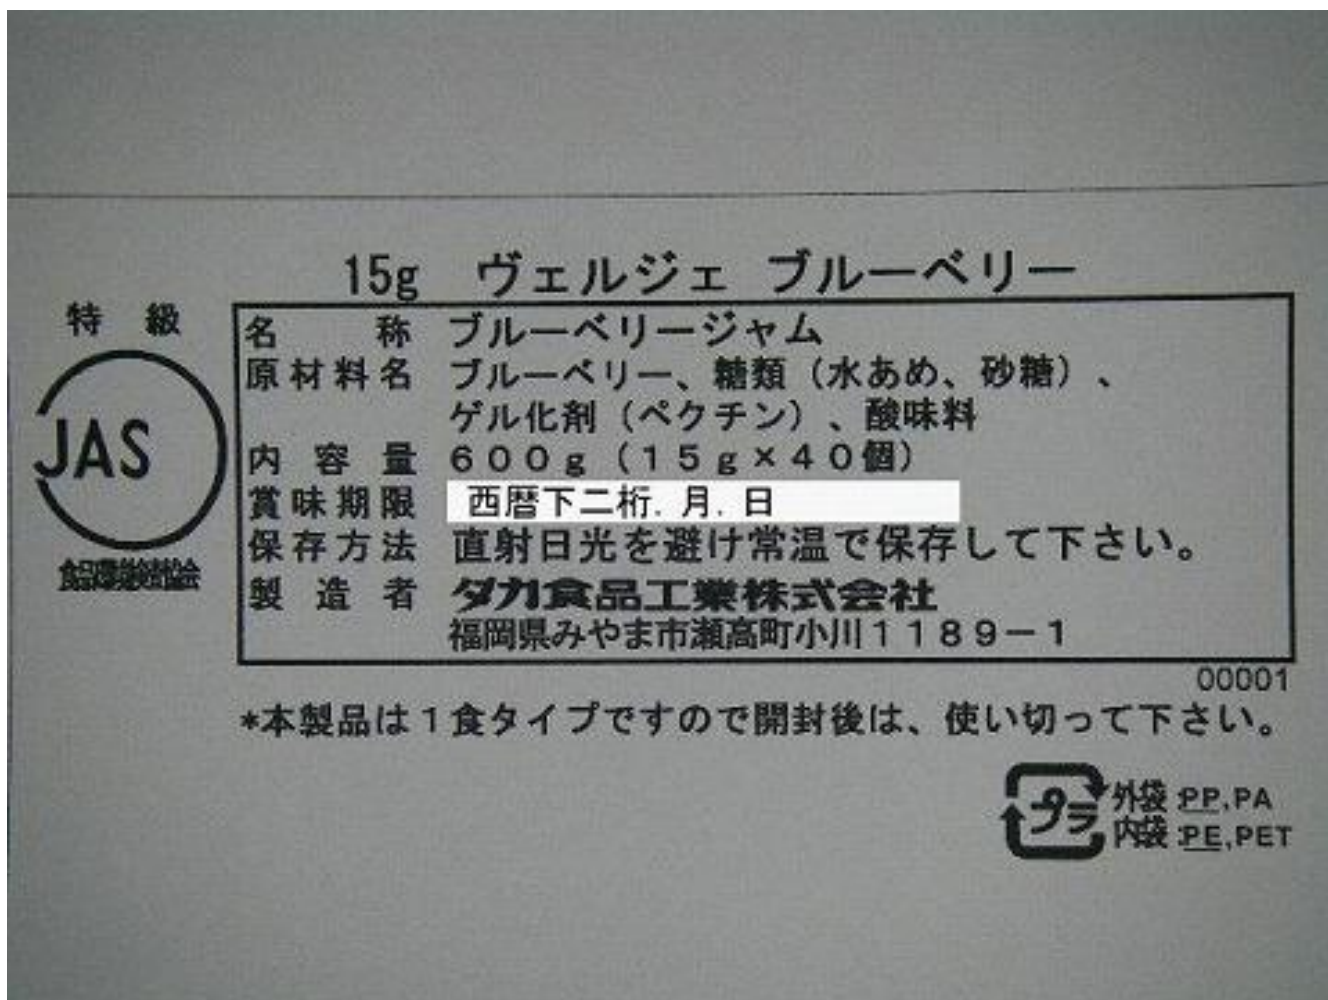 15g ヴェルジェ ブルーベリー
特級
JAS
名称 ブルーベリージャム
原材料名 ブルーベリー、糖類（水あめ、砂糖）、
ゲル化剤（ペクチン）、酸味料
内容量 600g（15g×40個）
賞味期限 西暦下二桁. 月. 日
保存方法 直射日光を避け常温で保存して下さい。
製造者 タカ食品工業株式会社
福岡県みやま市瀬高町小川1189－1
00001
*本製品は1食タイプですので開封後は、使い切って下さい。
プラ 外袋:PP,PA
内袋:PE,PET